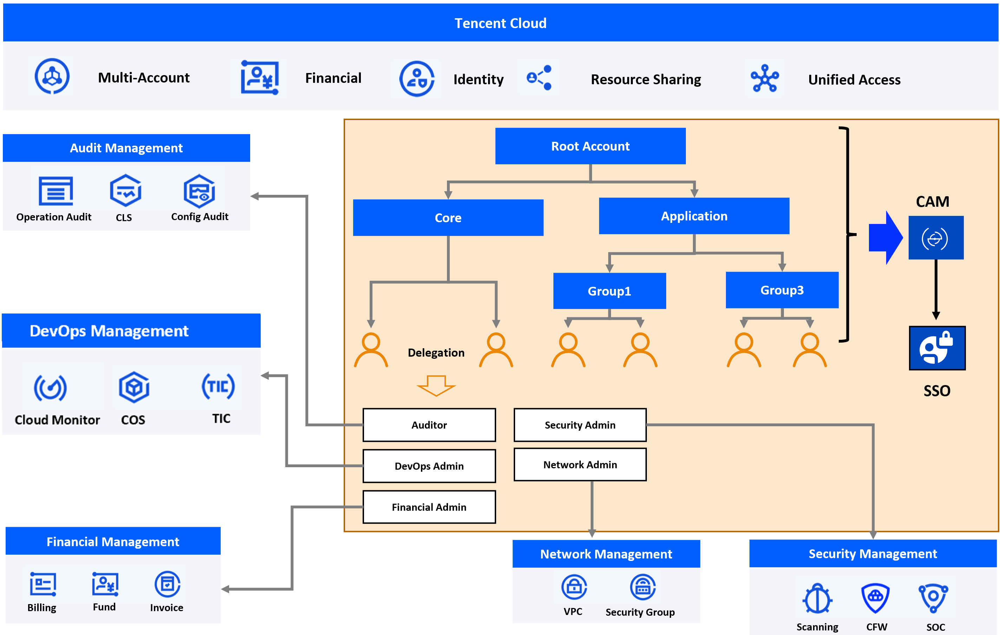 Tencent Cloud
Multi-Account
Financial
Identity
Resource Sharing
Unified Access
Audit Management
Operation Audit
CLS
Config Audit
DevOps Management
Cloud Monitor
COS
TIC
TIC
Financial Management
Billing
Fund
Invoice
Root Account
Core
Application
Group1
Group3
Delegation
Auditor
Security Admin
DevOps Admin
Network Admin
Financial Admin
CAM
SSO
Network Management
VPC
Security Group
Security Management
Scanning
CFW
SOC